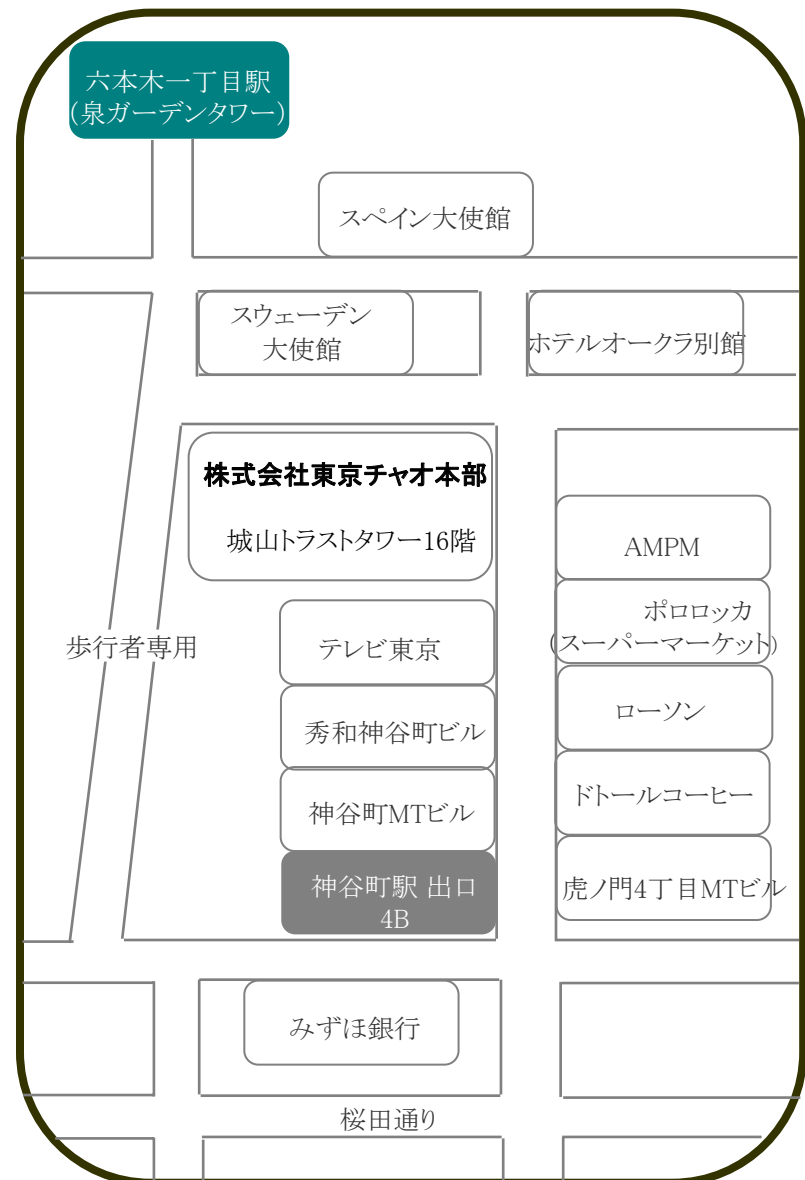 六本木一丁目駅
(泉ガーデンタワー)
スペイン大使館
スウェーデン
大使館
ホテルオークラ別館
株式会社東京チャオ本部
城山トラストタワー16階
AMPM
ポロロッカ
(スーパーマーケット)
歩行者専用
テレビ東京
ローソン
秀和神谷町ビル
ドトールコーヒー
神谷町MTビル
神谷町駅 出口
4B
虎ノ門4丁目MTビル
みずほ銀行
桜田通り